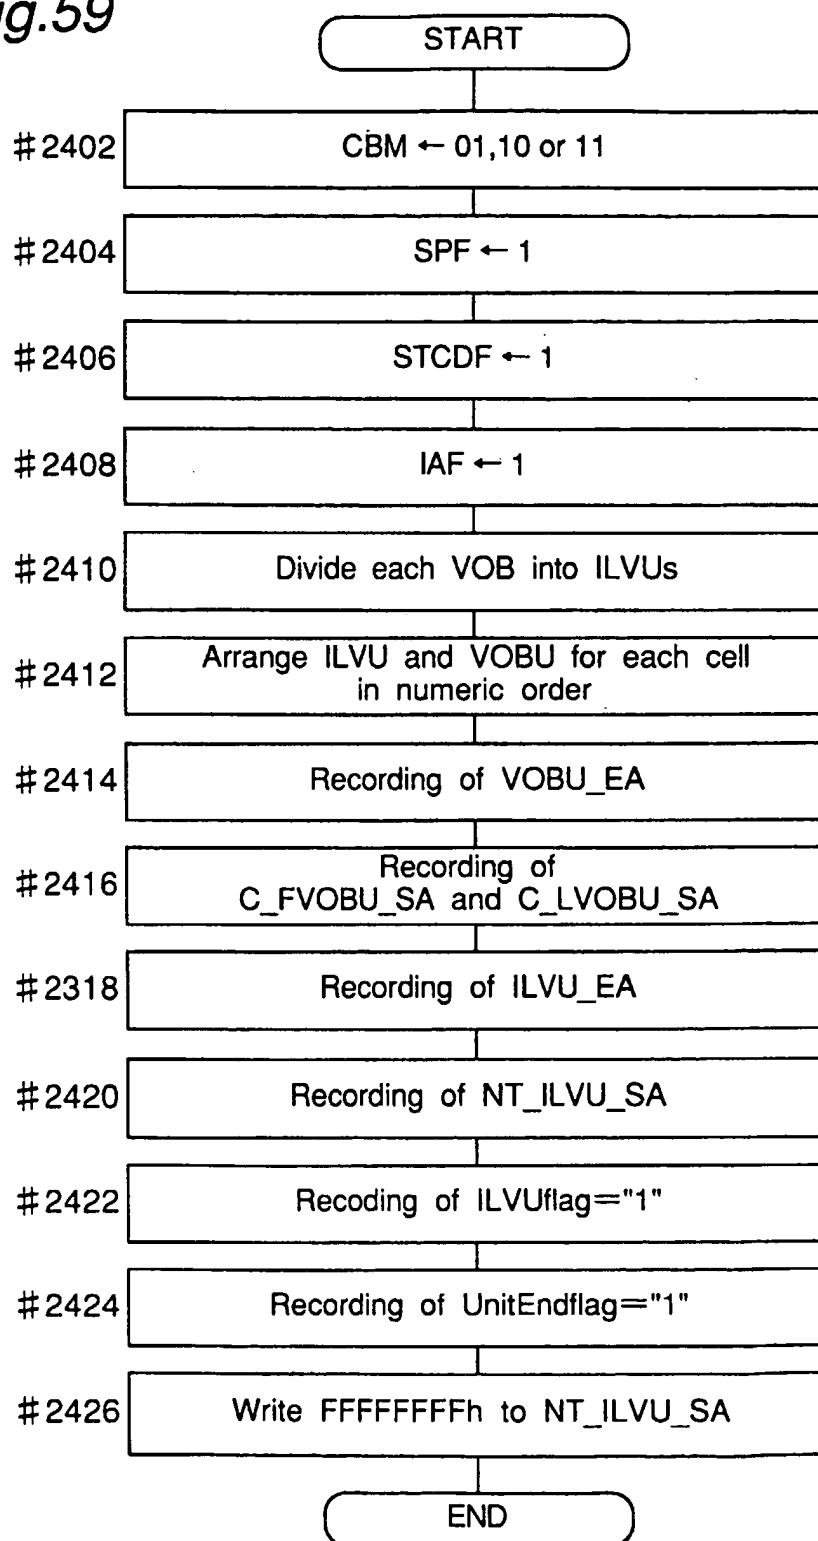 ig.59
START
#2402 CBM ← 01,10 or 11
#2404 SPF ← 1
#2406 STCDF ← 1
#2408 IAF ← 1
#2410 Divide each VOB into ILVUs
#2412 Arrange ILVU and VOBU for each cell
in numeric order
#2414 Recording of VOBU_EA
#2416 Recording of
C_FVOBU_SA and C_LVOBU_SA
#2318 Recording of ILVU_EA
#2420 Recording of NT_ILVU_SA
#2422 Recoding of ILVUflag="1"
#2424 Recording of UnitEndflag="1"
#2426 Write FFFFFFFFh to NT_ILVU_SA
END